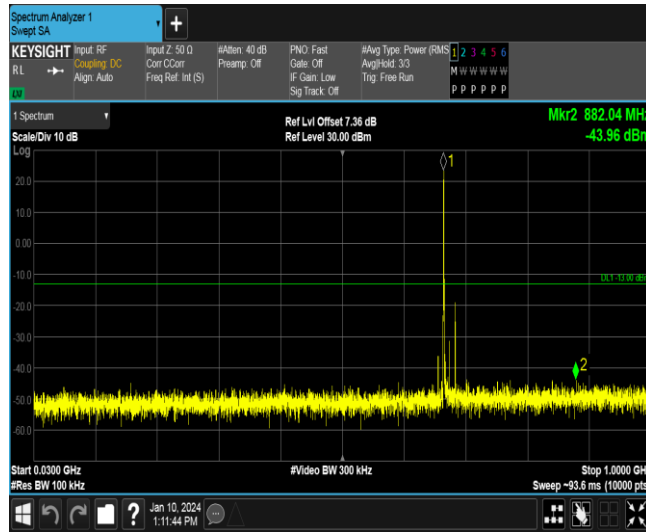 Spectrum Analyzer 1
Swept SA
+
KEYSIGHT
RL
LXI
Input: RF
Coupling: DC
Align: Auto
Input Z: 50 Ω
Corr CCorr
Freq Ref: Int (S)
#Atten: 40 dB
Preamp: Off
PNO: Fast
Gate: Off
IF Gain: Low
Sig Track: Off
#Avg Type: Power (RMS
Avg|Hold: 3/3
Trig: Free Run
1 2 3 4 5 6
M W W W W W
P P P P P P
1 Spectrum
Scale/Div 10 dB
Log
Ref Lvl Offset 7.36 dB
Ref Level 30.00 dBm
Mkr2 882.04 MHz
-43.96 dBm
1
20.0
10.0
0.00
-10.0
DL1 -13.00 dBm
-20.0
-30.0
-40.0
2
-50.0
-60.0
Start 0.0300 GHz
#Res BW 100 kHz
#Video BW 300 kHz
Stop 1.0000 GH
Sweep ~93.6 ms (10000 pts
?
Jan 10, 2024
1:11:44 PM